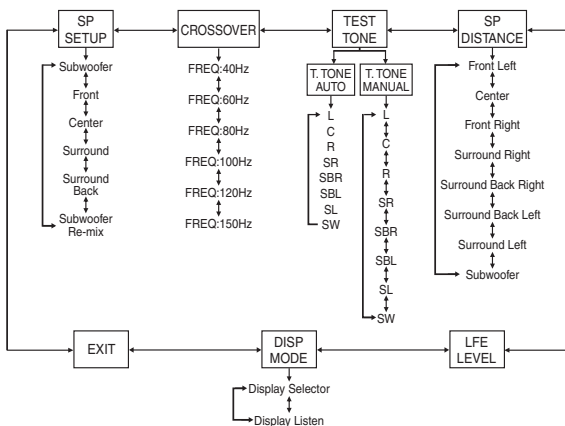 SP
SETUP
CROSSOVER
TEST
TONE
SP
DISTANCE
Subwoofer
Front
Center
Surround
Surround
Back
Subwoofer
Re-mix
FREQ:40Hz
FREQ:60Hz
FREQ:80Hz
FREQ:100Hz
FREQ:120Hz
FREQ:150Hz
T. TONE
AUTO
L
C
R
SR
SBR
SBL
SL
SW
T. TONE
MANUAL
L
C
R
SR
SBR
SBL
SL
SW
Front Left
Center
Front Right
Surround Right
Surround Back Right
Surround Back Left
Surround Left
Subwoofer
EXIT
DISP
MODE
LFE
LEVEL
Display Selector
Display Listen